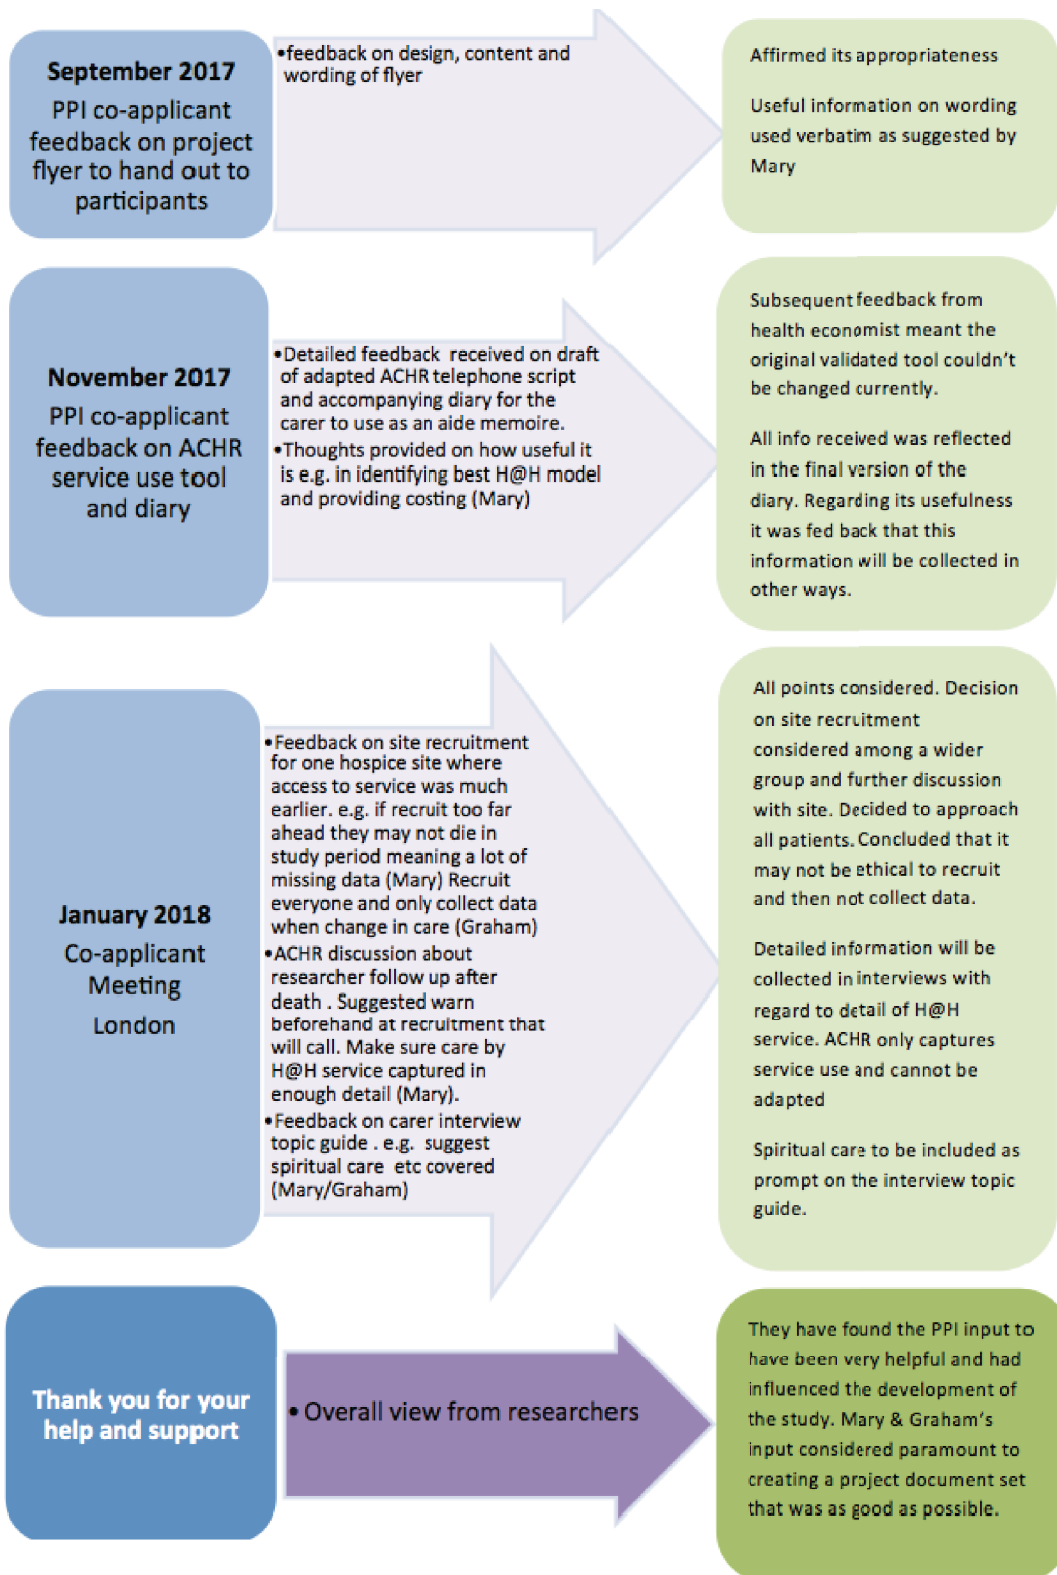 September 2017
PPI co-applicant
feedback on project
flyer to hand out to
participants
•feedback on design, content and
wording of flyer
Affirmed its appropriateness
Useful information on wording
used verbatim as suggested by
Mary
November 2017
PPI co-applicant
feedback on ACHR
service use tool
and diary
•Detailed feedback received on draft
of adapted ACHR telephone script
and accompanying diary for the
carer to use as an aide memoire.
•Thoughts provided on how useful it
is e.g. in identifying best H@H model
and providing costing (Mary)
Subsequent feedback from
health economist meant the
original validated tool couldn't
be changed currently.
All info received was reflected
in the final version of the
diary. Regarding its usefulness
it was fed back that this
information will be collected in
other ways.
January 2018
Co-applicant
Meeting
London
•Feedback on site recruitment
for one hospice site where
access to service was much
earlier. e.g. if recruit too far
ahead they may not die in
study period meaning a lot of
missing data (Mary) Recruit
everyone and only collect data
when change in care (Graham)
•ACHR discussion about
researcher follow up after
death . Suggested warn
beforehand at recruitment that
will call. Make sure care by
H@H service captured in
enough detail (Mary).
•Feedback on carer interview
topic guide . e.g. suggest
spiritual care etc covered
(Mary/Graham)
All points considered. Decision
on site recruitment
considered among a wider
group and further discussion
with site. Decided to approach
all patients. Concluded that it
may not be ethical to recruit
and then not collect data.
Detailed information will be
collected in interviews with
regard to detail of H@H
service. ACHR only captures
service use and cannot be
adapted
Spiritual care to be included as
prompt on the interview topic
guide.
Thank you for your
help and support
• Overall view from researchers
They have found the PPI input to
have been very helpful and had
influenced the development of
the study. Mary & Graham's
input considered paramount to
creating a project document set
that was as good as possible.